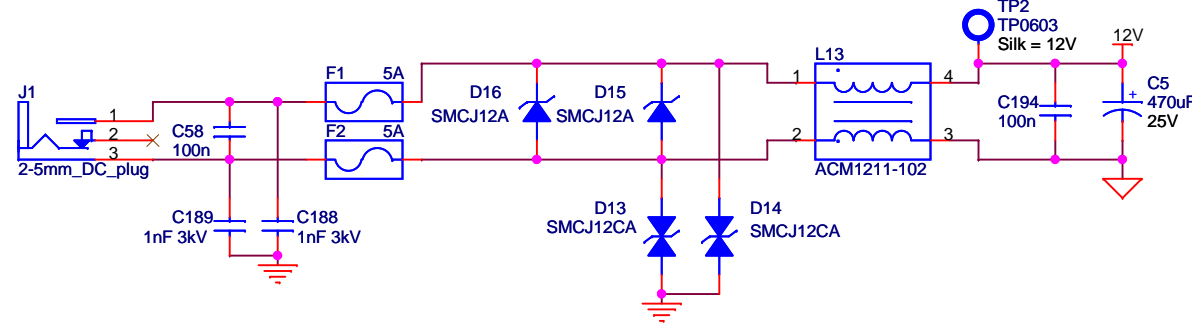 TP2
TP0603
Silk = 12V
12V
L13
F1 5A
J1
D16
SMCJ12A
D15
SMCJ12A
1
4
1
2
3
C58
100n
F2 5A
C194
100n
C5
+
470uF
25V
2
3
2-5mm_DC_plug
ACM1211-102
C189
1nF 3kV
C188
1nF 3kV
D13
SMCJ12CA
D14
SMCJ12CA